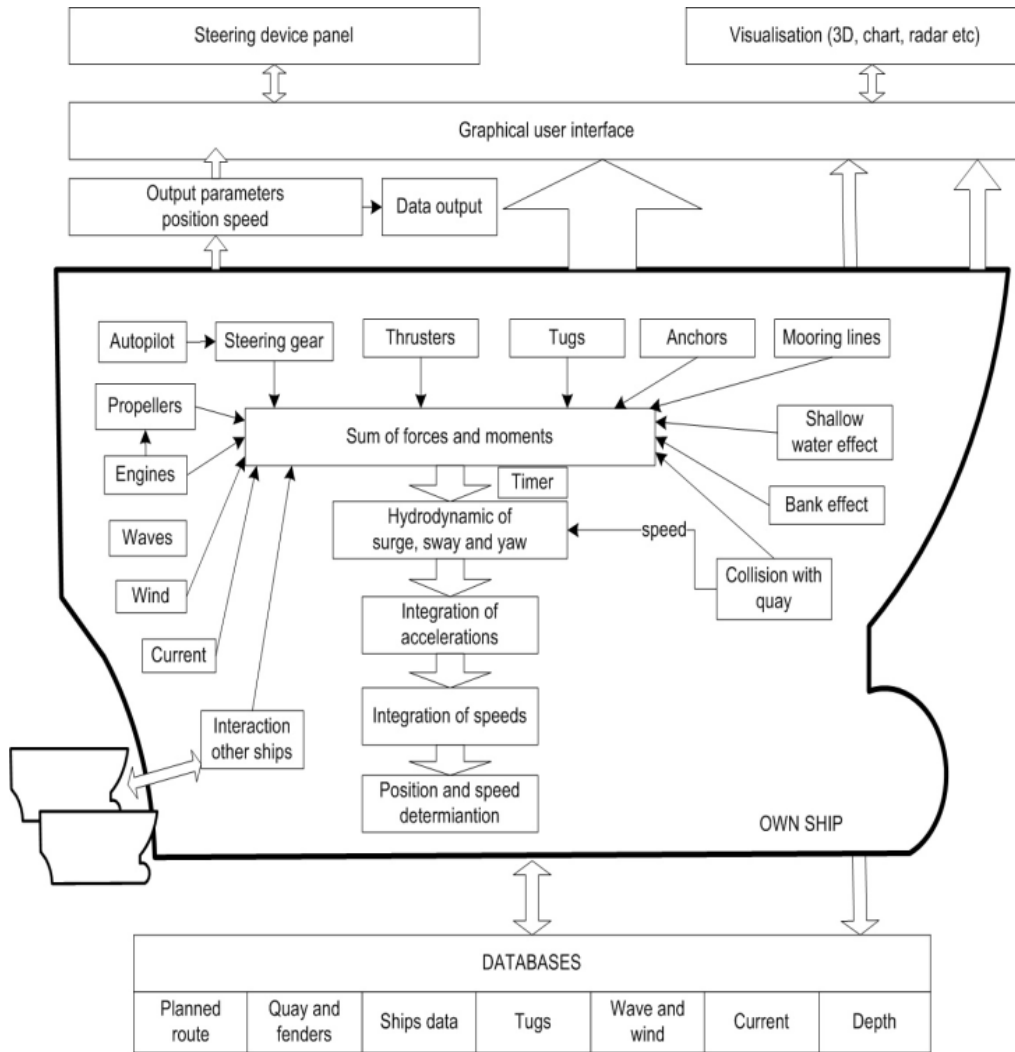 Steering device panel
Visualisation (3D, chart, radar etc)
Graphical user interface
Output parameters
position speed
Data output
Autopilot
Steering gear
Thrusters
Tugs
Anchors
Mooring lines
Propellers
Sum of forces and moments
Shallow
water effect
Engines
Timer
Bank effect
Waves
Hydrodynamic of
surge, sway and yaw
speed
Collision with
quay
Wind
Integration of
accelerations
Current
Interaction
other ships
Integration of speeds
Position and speed
determiantion
OWN SHIP
DATABASES
Planned
route
Quay and
fenders
Ships data
Tugs
Wave and
wind
Current
Depth